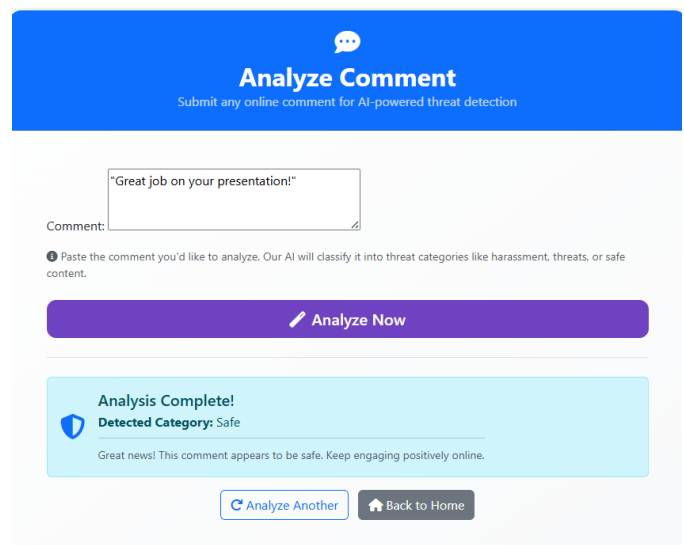 Analyze Comment
Submit any online comment for AI-powered threat detection
"Great job on your presentation!"
Comment:
Paste the comment you'd like to analyze. Our AI will classify it into threat categories like harassment, threats, or safe
content.
Analyze Now
Analysis Complete!
Detected Category: Safe
Great news! This comment appears to be safe. Keep engaging positively online.
Analyze Another
Back to Home